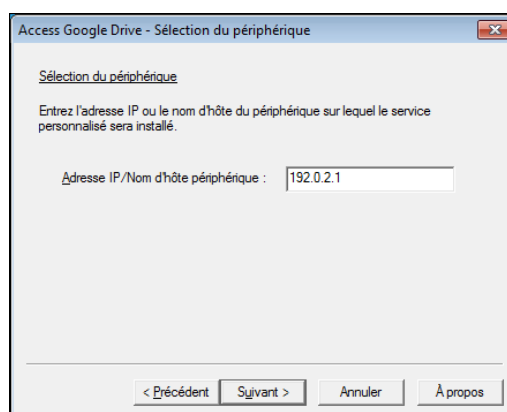 Access Google Drive - Sélection du périphérique
Sélection du périphérique
Entrez l'adresse IP ou le nom d'hôte du périphérique sur lequel le service
personnalisé sera installé.
Adresse IP/Nom d'hôte périphérique : 192.0.2.1
< Précédent Suivant > Annuler À propos